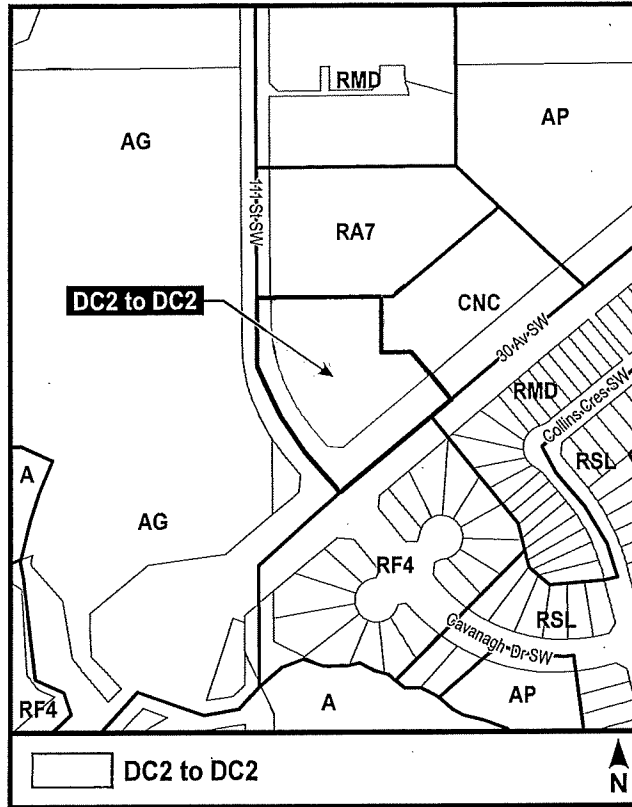 RMD
AP
AG
111 St SW
RA7
DC2 to DC2
CNC
30 Av SW
RMD
Collins Cres SW
RSL
A
AG
RF4
RSL
Cavanagh Dr SW
RF4
A
AP
DC2 to DC2
N